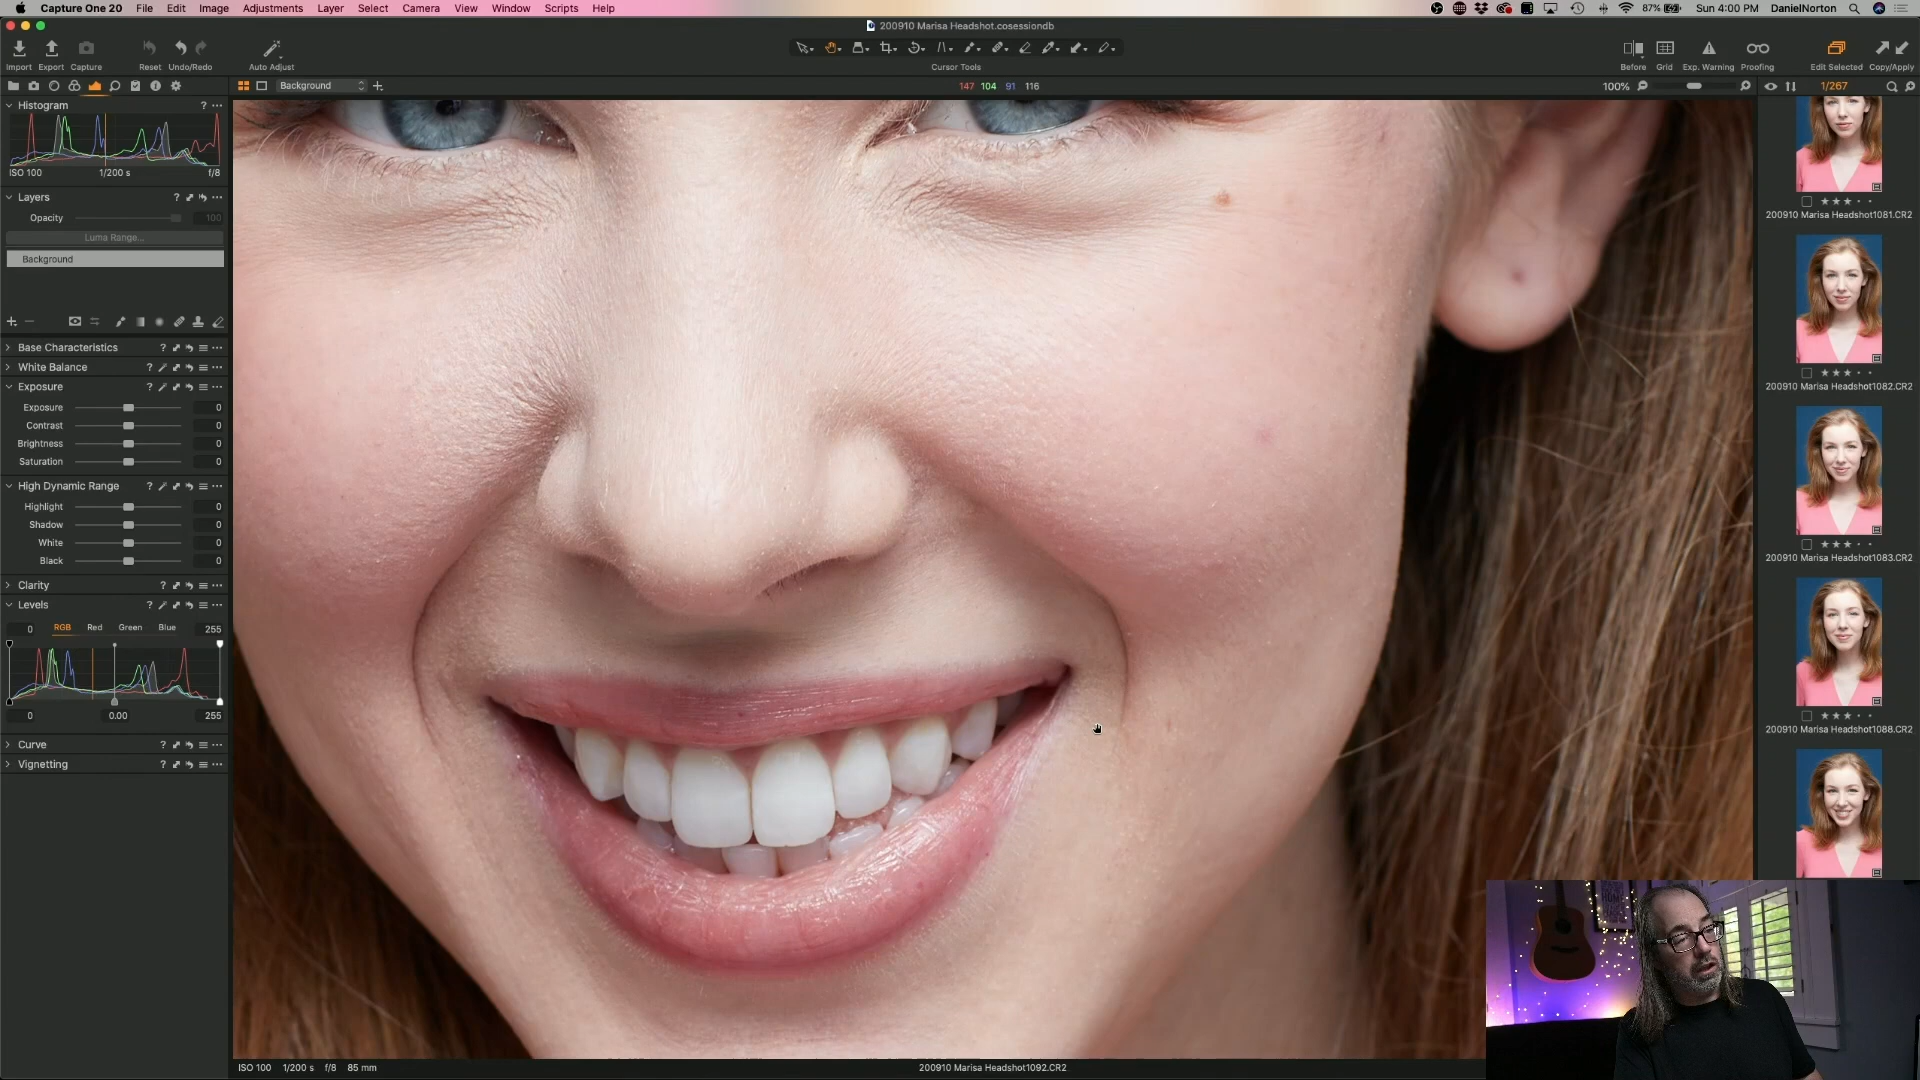 Capture One 20 File Edit Image Adjustments Layer Select Camera View Window Scripts Help 87% Sun 4:00 PM DanielNorton
200910 Marisa Headshot.cosessiondb
Import Export Capture Reset Undo/Redo Auto Adjust Cursor Tools Before Grid Exp. Warning Proofing Edit Selected Copy/Apply
Background 147 104 91 116 100% 1/267
Histogram ?
ISO 100 1/200 s f/8
Layers ?
Opacity 100
Luma Range...
Background
Base Characteristics ?
White Balance ?
Exposure ?
Exposure 0
Contrast 0
Brightness 0
Saturation 0
High Dynamic Range ?
Highlight 0
Shadow 0
White 0
Black 0
Clarity ?
Levels ?
0 RGB Red Green Blue 255
0 0.00 255
Curve ?
Vignetting ?
200910 Marisa Headshot1081.CR2
200910 Marisa Headshot1082.CR2
200910 Marisa Headshot1083.CR2
200910 Marisa Headshot1088.CR2
ISO 100 1/200 s f/8 85 mm 200910 Marisa Headshot1092.CR2